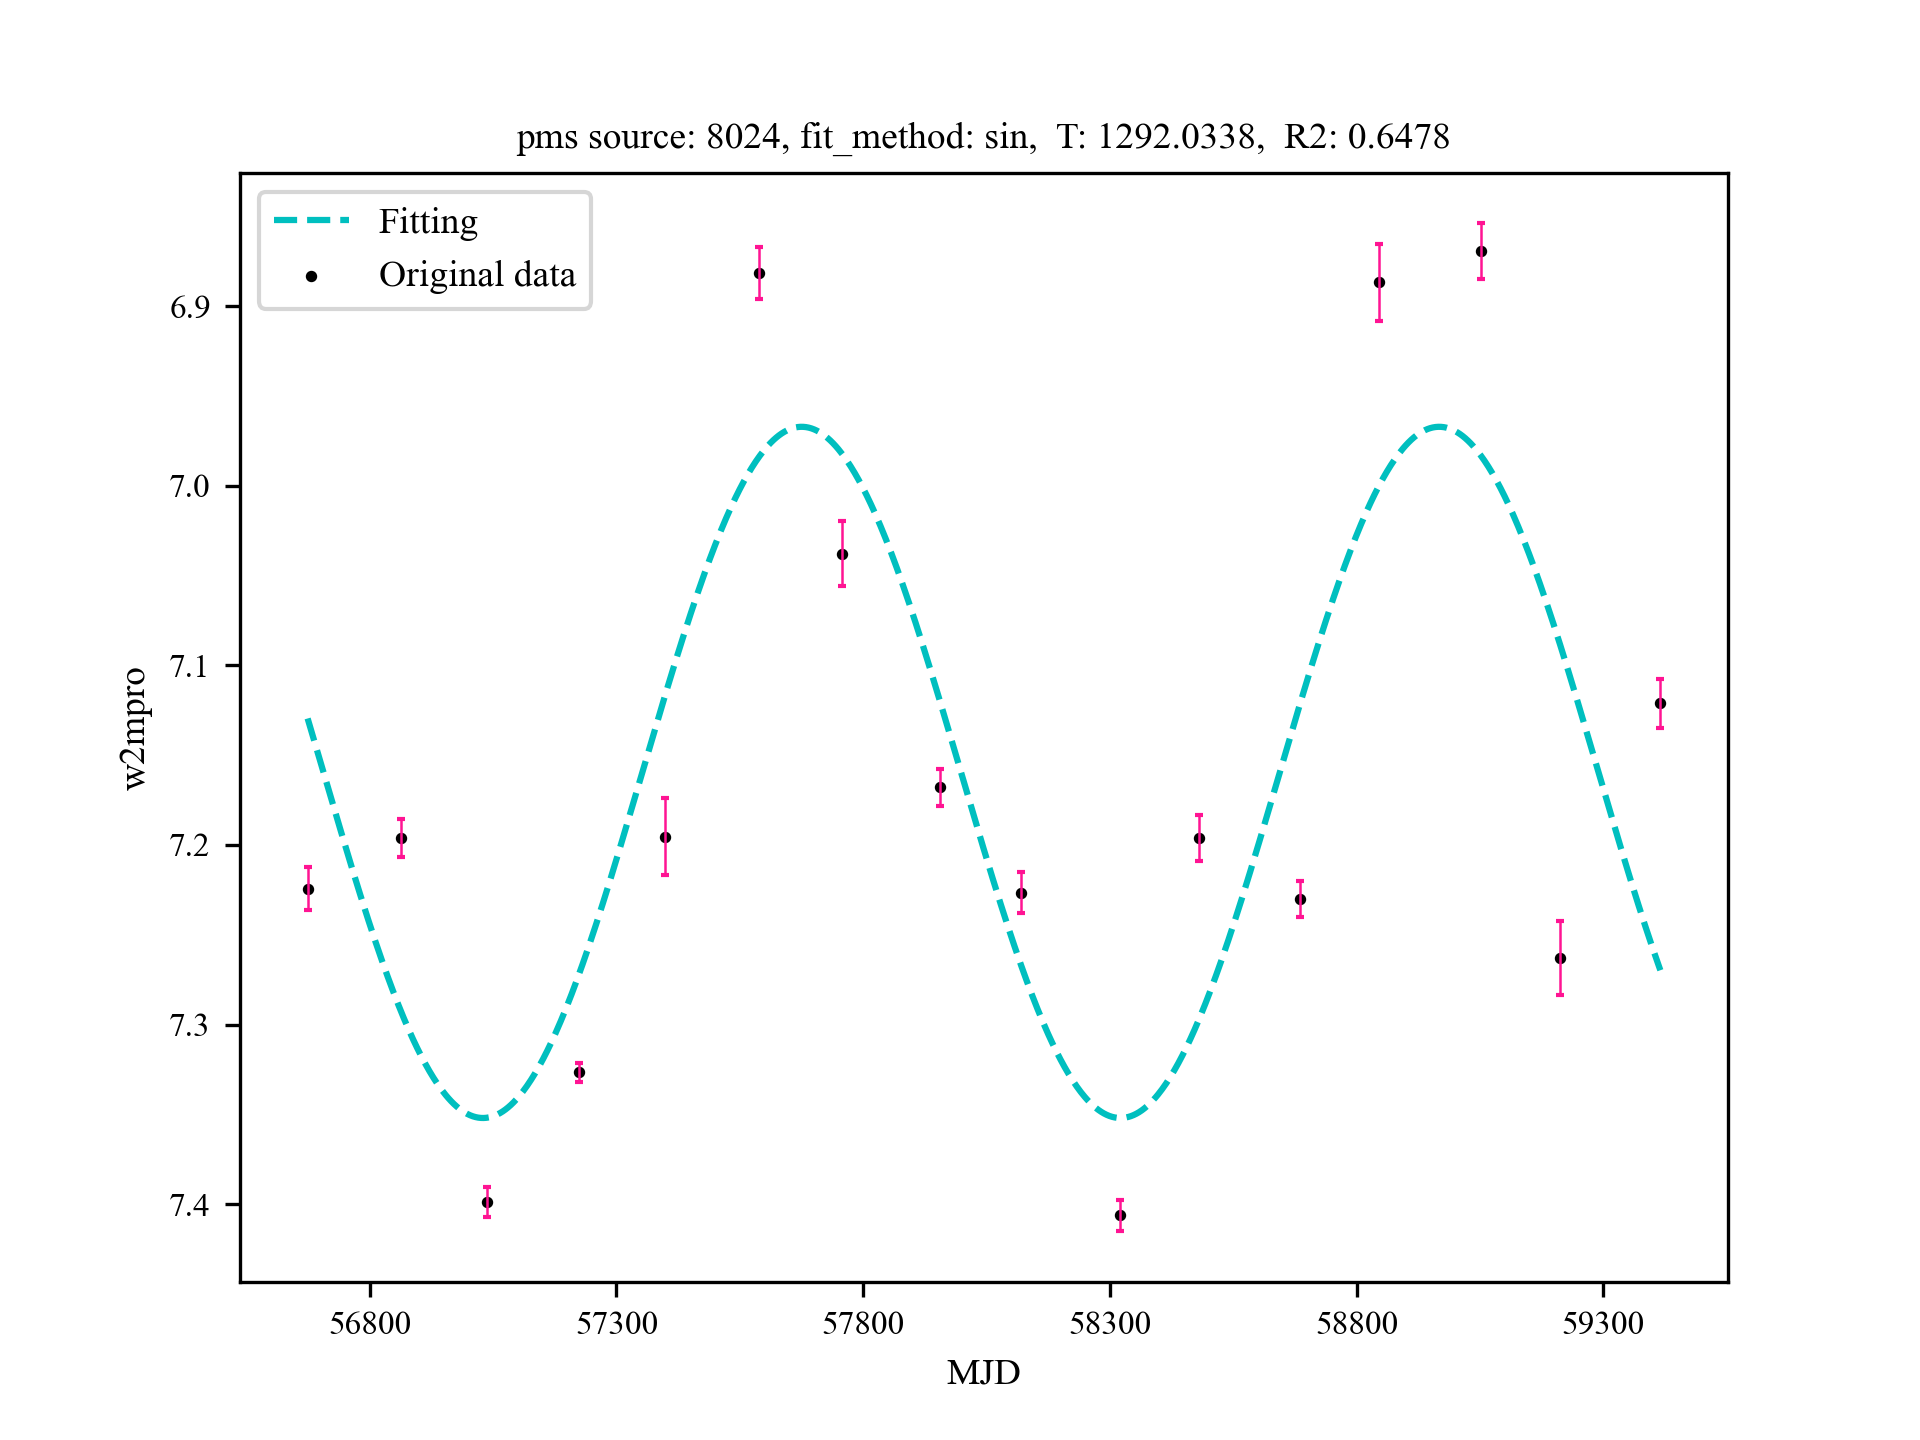 pms source: 8024, fit_method: sin,  T: 1292.0338,  R2: 0.6478
Fitting
Original data
6.9
7.0
7.1
7.2
7.3
7.4
w2mpro
56800 57300 57800 58300 58800 59300
MJD